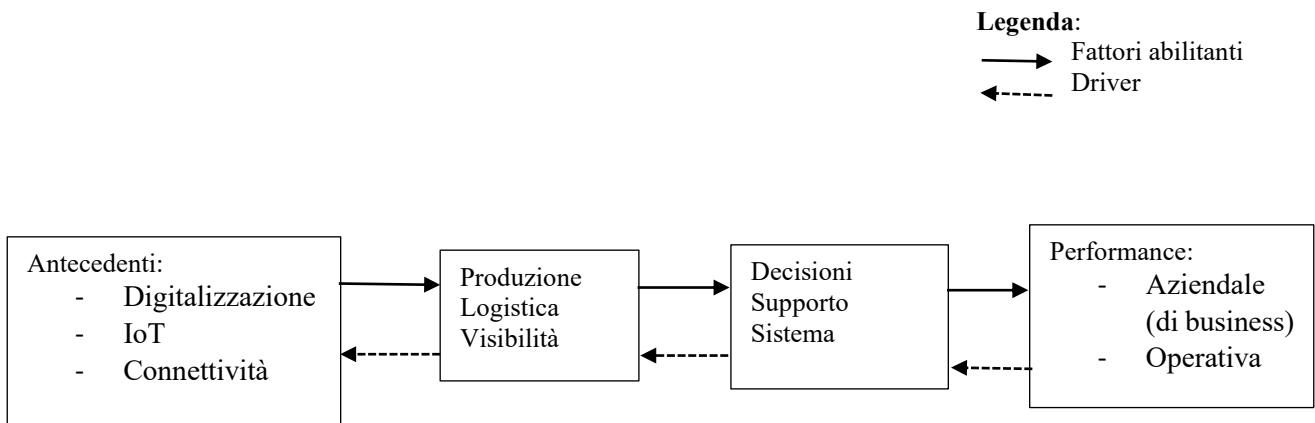 Legenda:
Fattori abilitanti
Driver
Antecedenti:
- Digitalizzazione
- IoT
- Connettività
Produzione
Logistica
Visibilità
Decisioni
Supporto
Sistema
Performance:
- Aziendale
(di business)
- Operativa